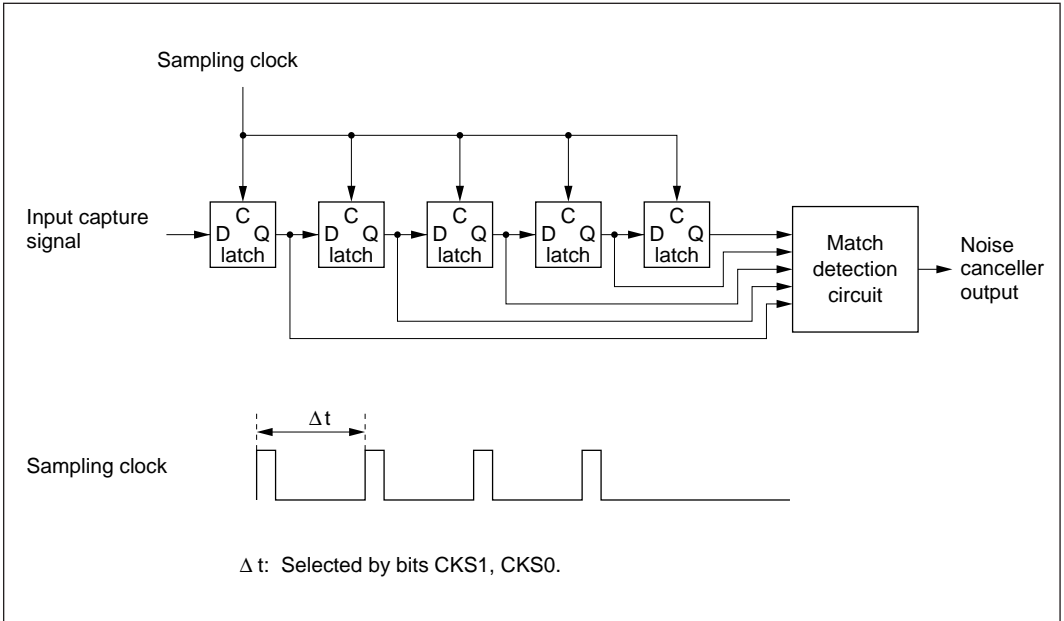 Sampling clock
Input capture
signal
C
D Q
latch
C
D Q
latch
C
D Q
latch
C
D Q
latch
C
D Q
latch
Match
detection
circuit
Noise
canceller
output
Δ t
Sampling clock
Δ t: Selected by bits CKS1, CKS0.